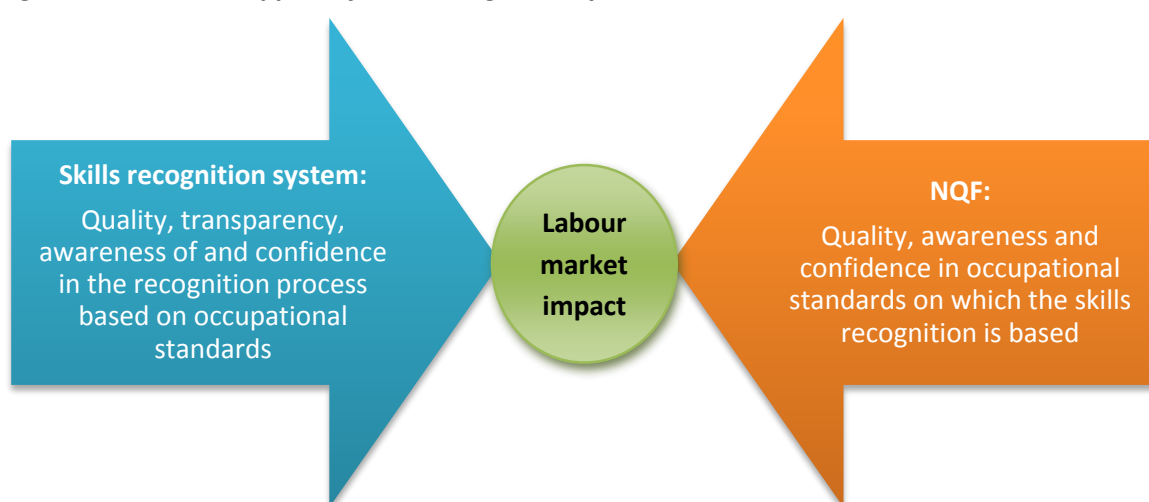 Skills recognition system:
Quality, transparency,
awareness of and confidence
in the recognition process
based on occupational
standards
Labour
market
impact
NQF:
Quality, awareness and
confidence in occupational
standards on which the skills
recognition is based